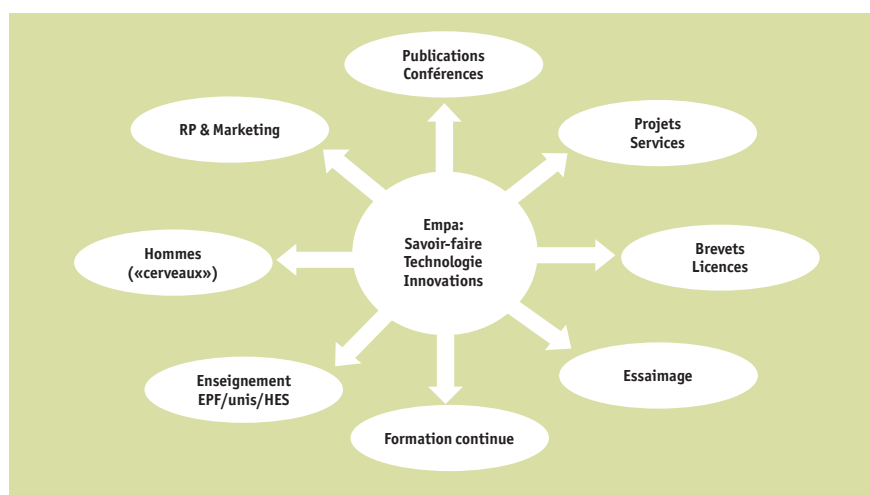 Publications
Conférences
RP & Marketing
Projets
Services
Empa:
Savoir-faire
Technologie
Innovations
Hommes
(«cerveaux»)
Brevets
Licences
Enseignement
EPF/unis/HES
Essaimage
Formation continue